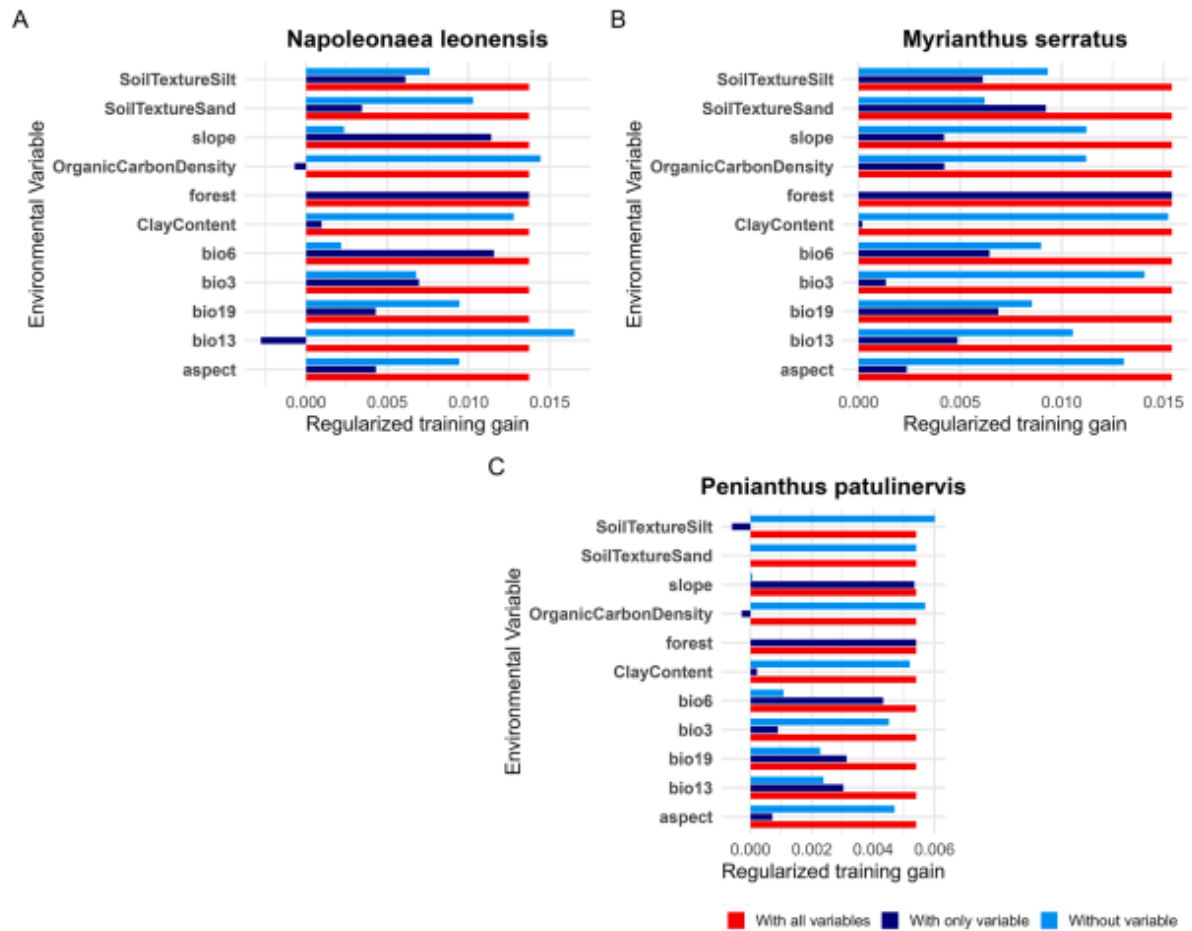 A
Napoleonaea leonensis
Environmental Variable
SoilTextureSilt
SoilTextureSand
slope
OrganicCarbonDensity
forest
ClayContent
bio6
bio3
bio19
bio13
aspect
0.000 0.005 0.010 0.015
Regularized training gain
B
Myrianthus serratus
Environmental Variable
SoilTextureSilt
SoilTextureSand
slope
OrganicCarbonDensity
forest
ClayContent
bio6
bio3
bio19
bio13
aspect
0.000 0.005 0.010 0.015
Regularized training gain
C
Penianthus patulinervis
Environmental Variable
SoilTextureSilt
SoilTextureSand
slope
OrganicCarbonDensity
forest
ClayContent
bio6
bio3
bio19
bio13
aspect
0.000 0.002 0.004 0.006
Regularized training gain
With all variables With only variable Without variable